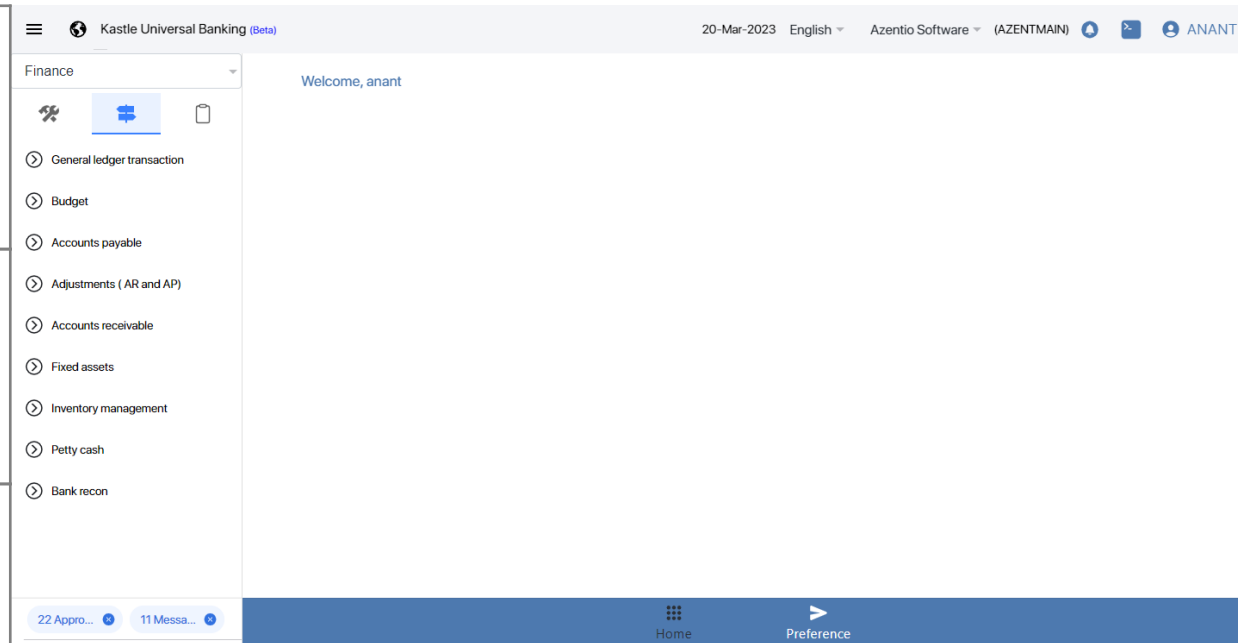 Kastle Universal Banking (Beta) 20-Mar-2023 English Azentio Software (AZENTMAIN) ANANT
Finance
Welcome, anant
General ledger transaction
Budget
Accounts payable
Adjustments ( AR and AP)
Accounts receivable
Fixed assets
Inventory management
Petty cash
Bank recon
22 Appro... 11 Messa...
Home Preference